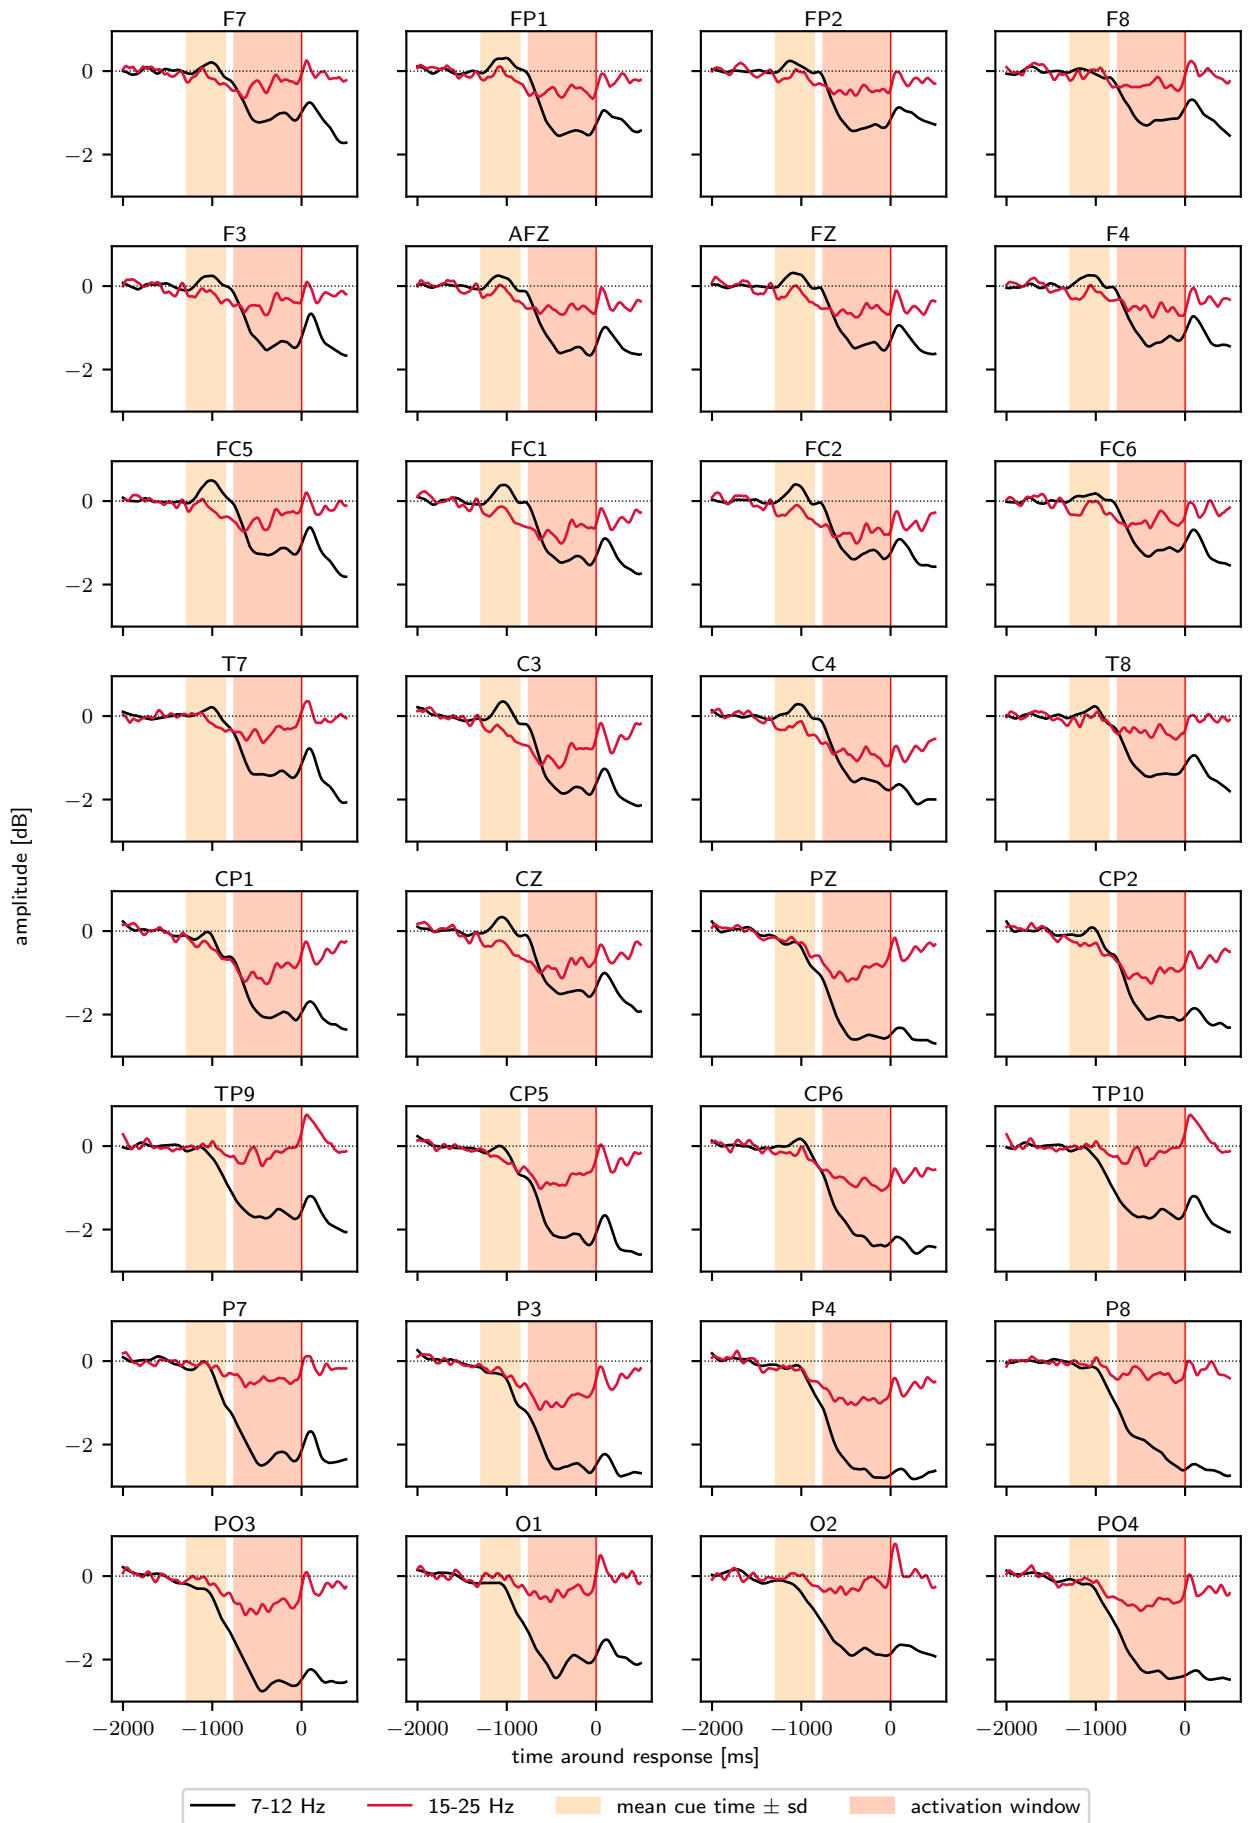 F7 FP1 FP2 F8
0
−2
F3 AFZ FZ F4
0
−2
FC5 FC1 FC2 FC6
0
−2
T7 C3 C4 T8
0
−2
amplitude [dB]
CP1 CZ PZ CP2
0
−2
TP9 CP5 CP6 TP10
0
−2
P7 P3 P4 P8
0
−2
PO3 O1 O2 PO4
0
−2
−2000 −1000 0 −2000 −1000 0 −2000 −1000 0 −2000 −1000 0
time around response [ms]
7-12 Hz 15-25 Hz mean cue time ± sd activation window